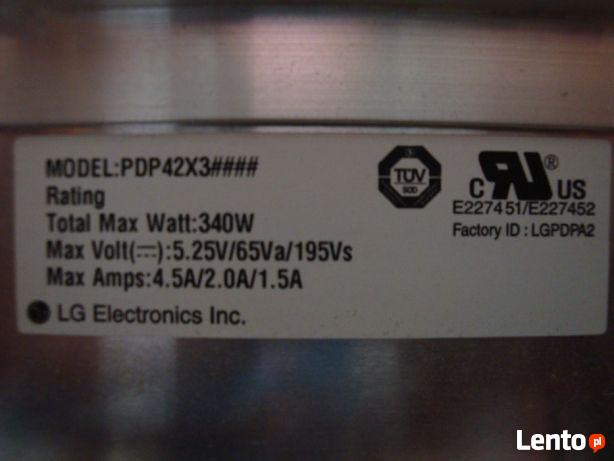 MODEL:PDP42X3####
Rating
Total Max Watt:340W
Max Volt(⎓):5.25V/65Va/195Vs
Max Amps:4.5A/2.0A/1.5A
LG Electronics Inc.
TÜV
SÜD
C UR ® US
E227451/E227452
Factory ID : LGPDPA2
Lento.pl